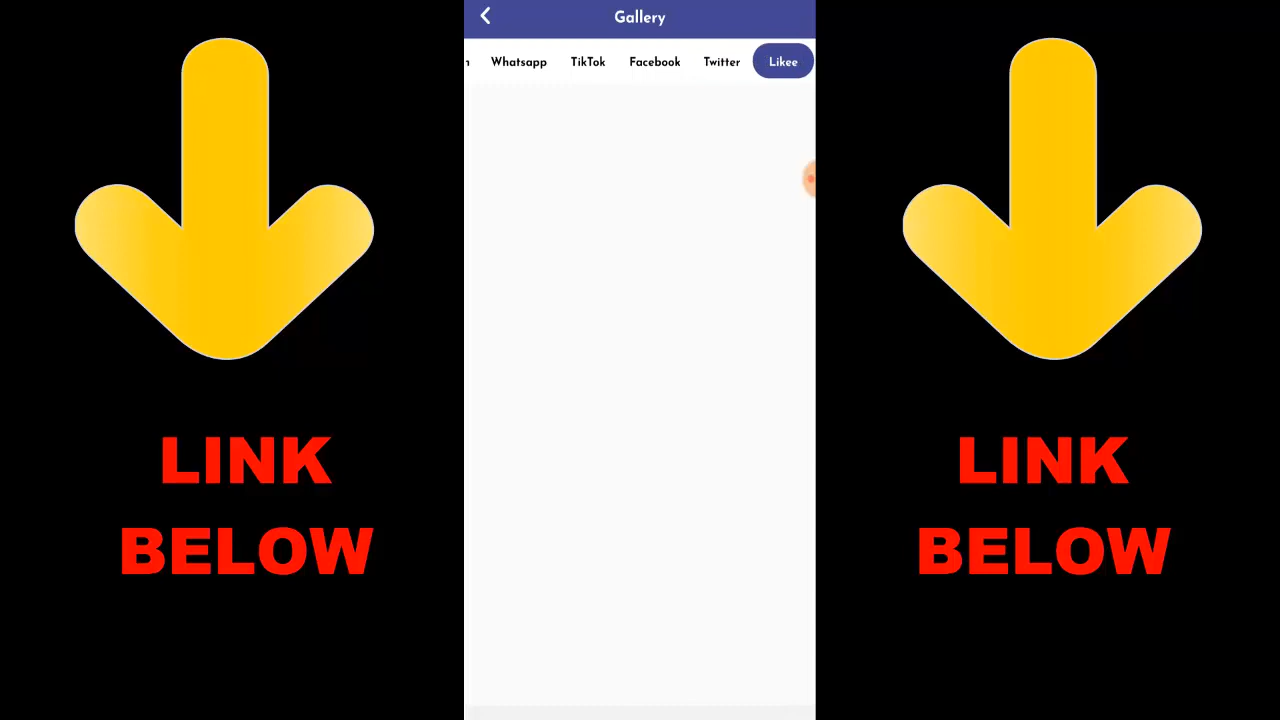 Gallery
Whatsapp TikTok Facebook Twitter Likee
LINK
BELOW
LINK
BELOW